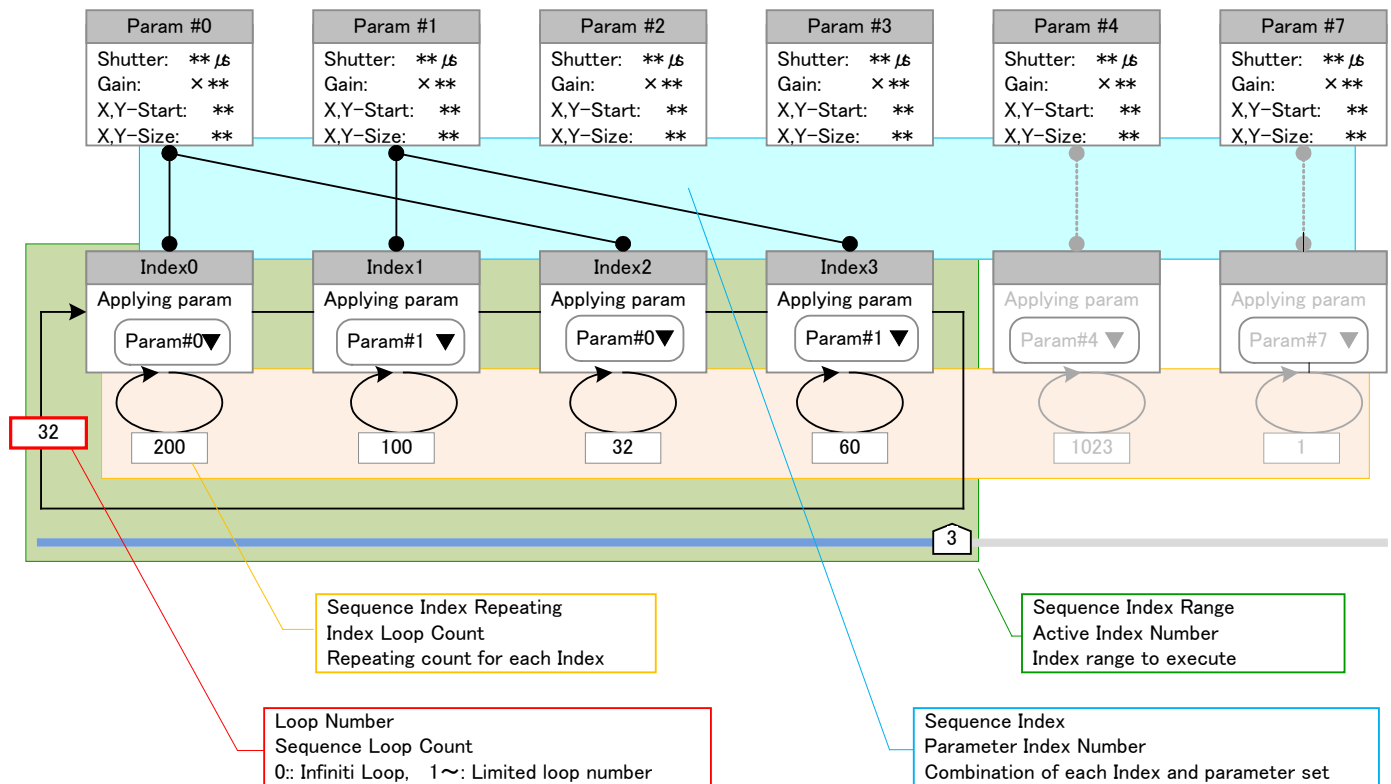 Param #0
Shutter: **㎲
Gain: ×**
X,Y-Start: **
X,Y-Size: **
Param #1
Shutter: **㎲
Gain: ×**
X,Y-Start: **
X,Y-Size: **
Param #2
Shutter: **㎲
Gain: ×**
X,Y-Start: **
X,Y-Size: **
Param #3
Shutter: **㎲
Gain: ×**
X,Y-Start: **
X,Y-Size: **
Param #4
Shutter: **㎲
Gain: ×**
X,Y-Start: **
X,Y-Size: **
Param #7
Shutter: **㎲
Gain: ×**
X,Y-Start: **
X,Y-Size: **
Index0
Applying param
Param#0▼
Index1
Applying param
Param#1 ▼
Index2
Applying param
Param#0▼
Index3
Applying param
Param#1 ▼
Applying param
Param#4 ▼
Applying param
Param#7 ▼
32
200
100
32
60
1023
1
3
Sequence Index Repeating
Index Loop Count
Repeating count for each Index
Sequence Index Range
Active Index Number
Index range to execute
Loop Number
Sequence Loop Count
0:: Infiniti Loop, 1～: Limited loop number
Sequence Index
Parameter Index Number
Combination of each Index and parameter set